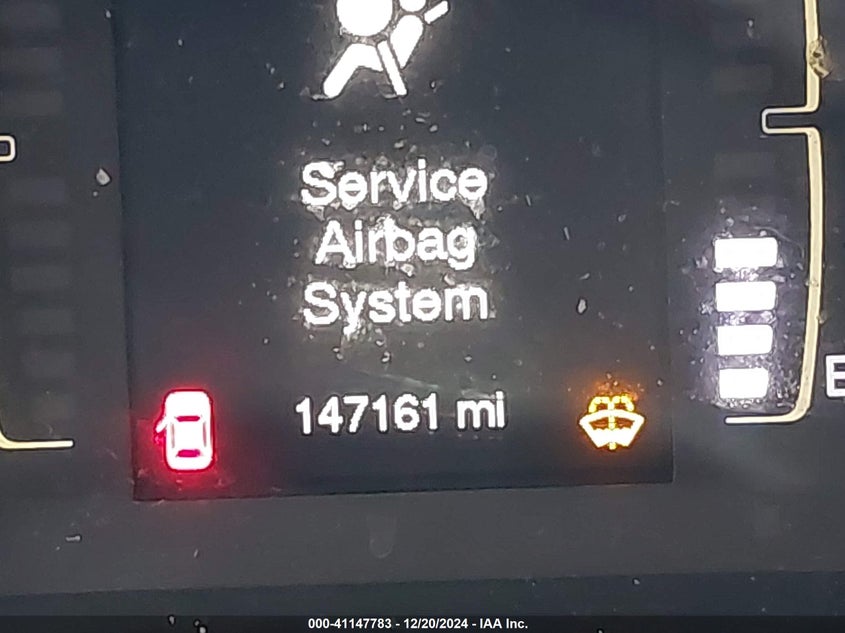 Service
Airbag
System
147161 mi
E
000-41147783 - 12/20/2024 - IAA Inc.